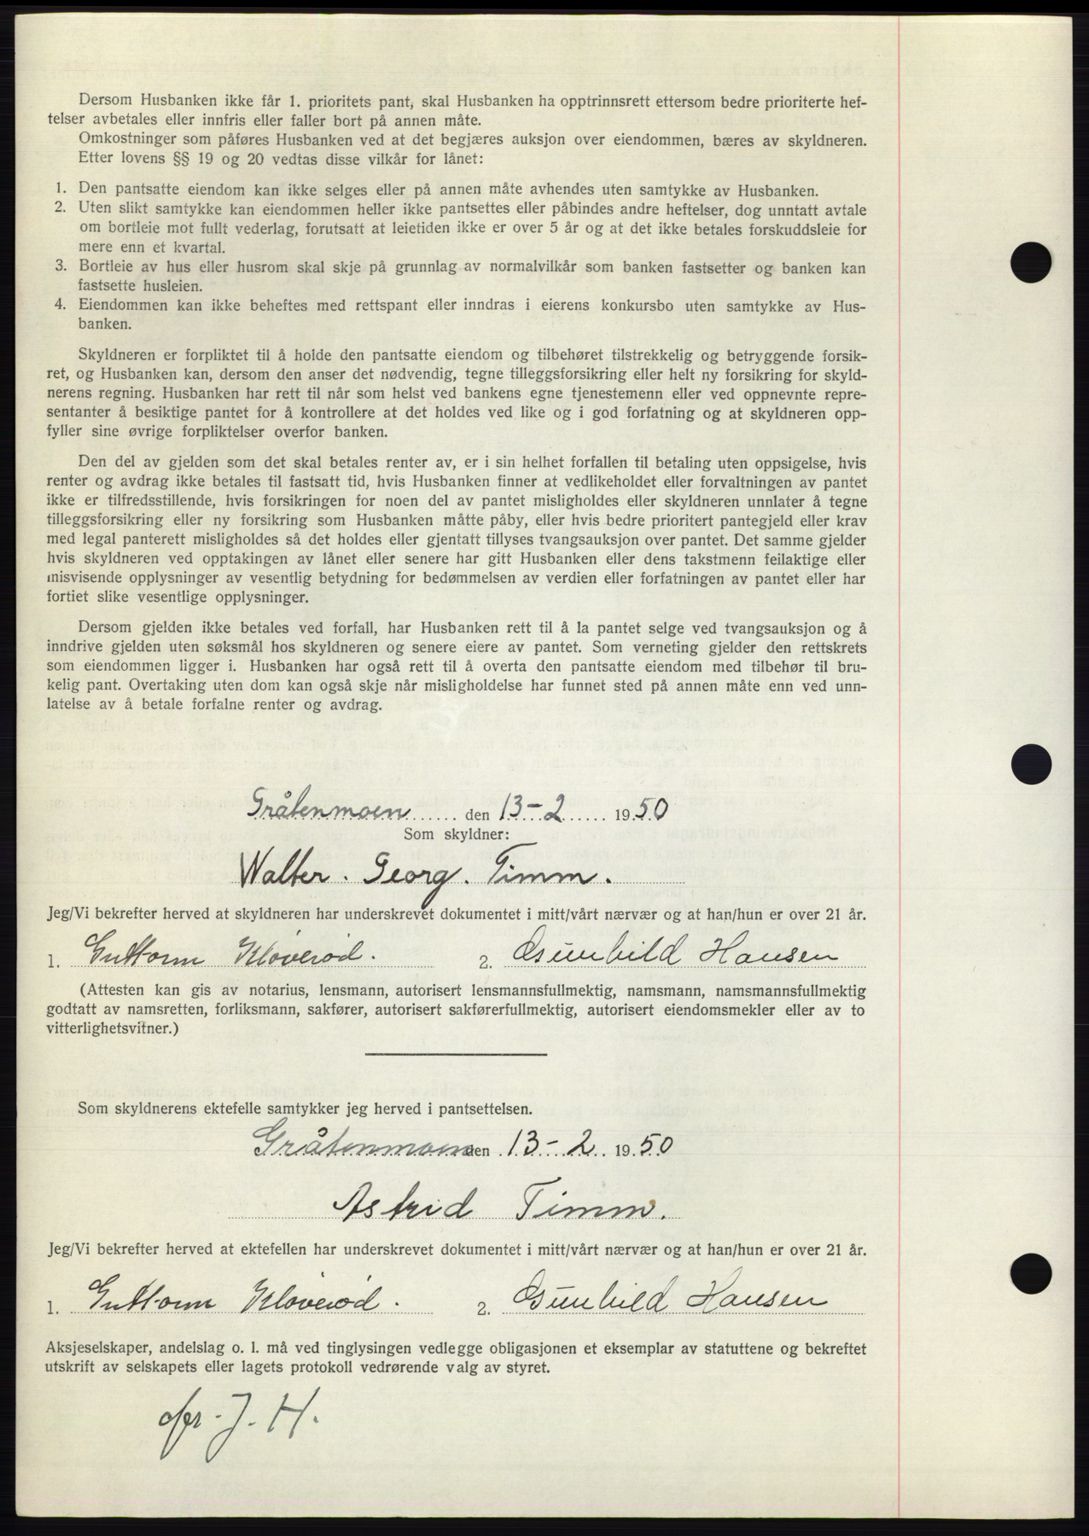 Dersom Husbanken ikke får 1. prioritets pant, skal Husbanken ha opptrinnsrett ettersom bedre prioriterte hef-
telser avbetales eller innfris eller faller bort på annen måte.
Omkostninger som påføres Husbanken ved at det begjæres auksjon over eiendommen, bæres av skyldneren.
Etter lovens §§ 19 og 20 vedtas disse vilkår for lånet:
1. Den pantsatte eiendom kan ikke selges eller på annen måte avhendes uten samtykke av Husbanken.
2. Uten slikt samtykke kan eiendommen heller ikke pantsettes eller påbindes andre heftelser, dog unntatt avtale
om bortleie mot fullt vederlag, forutsatt at leietiden ikke er over 5 år og at det ikke betales forskuddsleie for
mere enn et kvartal.
3. Bortleie av hus eller husrom skal skje på grunnlag av normalvilkår som banken fastsetter og banken kan
fastsette husleien.
4. Eiendommen kan ikke beheftes med rettspant eller inndras i eierens konkursbo uten samtykke av Hus-
banken.
Skyldneren er forpliktet til å holde den pantsatte eiendom og tilbehøret tilstrekkelig og betryggende forsik-
ret, og Husbanken kan, dersom den anser det nødvendig, tegne tilleggsforsikring eller helt ny forsikring for skyld-
nerens regning. Husbanken har rett til når som helst ved bankens egne tjenestemenn eller ved oppnevnte repre-
sentanter å besiktige pantet for å kontrollere at det holdes ved like og i god forfatning og at skyldneren opp-
fyller sine øvrige forpliktelser overfor banken.
Den del av gjelden som det skal betales renter av, er i sin helhet forfallen til betaling uten oppsigelse, hvis
renter og avdrag ikke betales til fastsatt tid, hvis Husbanken finner at vedlikeholdet eller forvaltningen av pantet
ikke er tilfredsstillende, hvis forsikringen for noen del av pantet misligholdes eller skyldneren unnlater å tegne
tilleggsforsikring eller ny forsikring som Husbanken måtte påby, eller hvis bedre prioritert pantegjeld eller krav
med legal panterett misligholdes så det holdes eller gjentatt tillyses tvangsauksjon over pantet. Det samme gjelder
hvis skyldneren ved opptakingen av lånet eller senere har gitt Husbanken eller dens takstmenn feilaktige eller
misvisende opplysninger av vesentlig betydning for bedømmelsen av verdien eller forfatningen av pantet eller har
fortiet slike vesentlige opplysninger.
Dersom gjelden ikke betales ved forfall, har Husbanken rett til å la pantet selge ved tvangsauksjon og å
inndrive gjelden uten søksmål hos skyldneren og senere eiere av pantet. Som verneting gjelder den rettskrets
som eiendommen ligger i. Husbanken har også rett til å overta den pantsatte eiendom med tilbehør til bru-
kelig pant. Overtaking uten dom kan også skje når misligholdelse har funnet sted på annen måte enn ved unn-
latelse av å betale forfalne renter og avdrag.
Gråtenmoen den 13-2 1950
Som skyldner:
Walter. Georg. Timm.
Jeg/Vi bekrefter herved at skyldneren har underskrevet dokumentet i mitt/vårt nærvær og at han/hun er over 21 år.
1. Guttorm Kløverød. 2. Gunhild Hansen
(Attesten kan gis av notarius, lensmann, autorisert lensmannsfullmektig, namsmann, namsmannsfullmektig
godtatt av namsretten, forliksmann, sakfører, autorisert sakførerfullmektig, autorisert eiendomsmekler eller av to
vitterlighetsvitner.)
Som skyldnerens ektefelle samtykker jeg herved i pantsettelsen.
Gråtenmoen den 13-2 1950
Astrid Timm.
Jeg/Vi bekrefter herved at ektefellen har underskrevet dokumentet i mitt/vårt nærvær og at han/hun er over 21 år.
1. Guttorm Kløverød. 2. Gunhild Hansen
Aksjeselskaper, andelslag o. l. må ved tinglysingen vedlegge obligasjonen et eksemplar av statuttene og bekreftet
utskrift av selskapets eller lagets protokoll vedrørende valg av styret.
J. H.